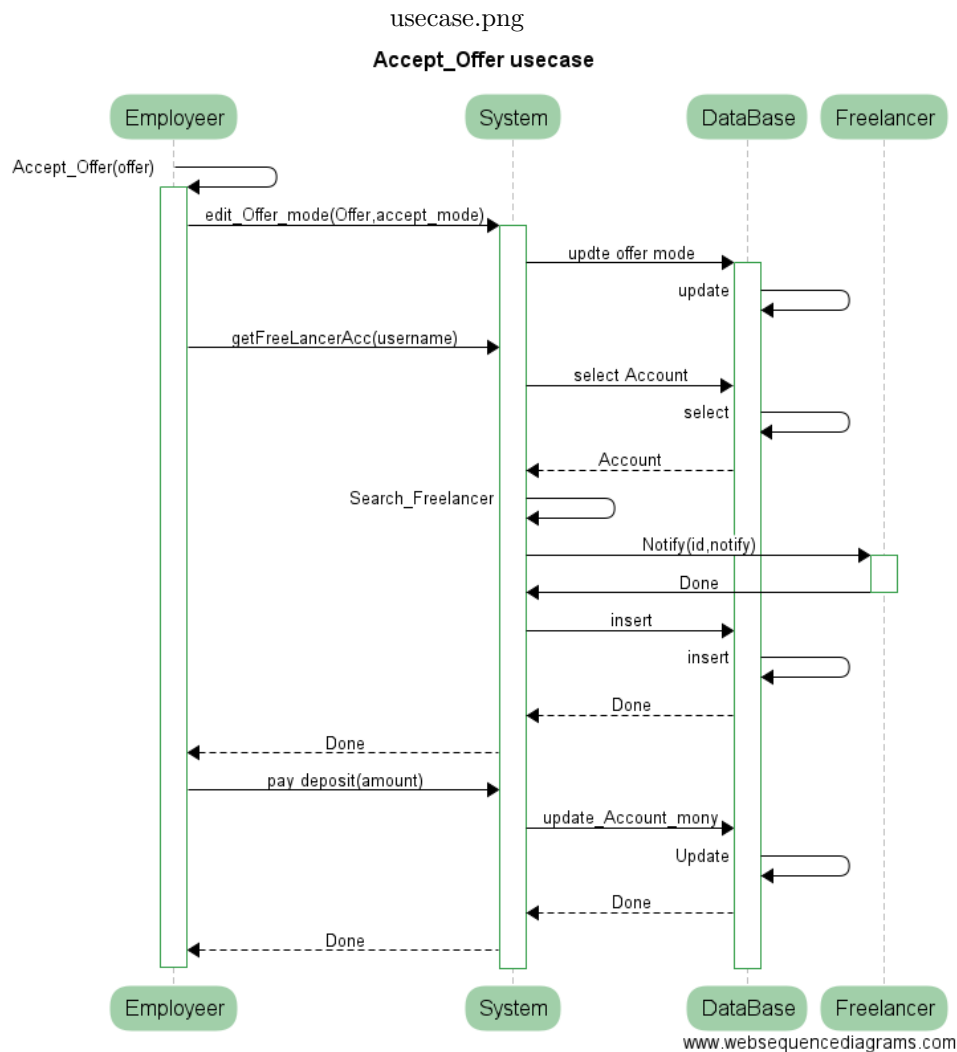 usecase.png
Accept_Offer usecase
Employeer System DataBase Freelancer
Accept_Offer(offer)
edit_Offer_mode(Offer,accept_mode)
updte offer mode
update
getFreeLancerAcc(username)
select Account
select
Account
Search_Freelancer
Notify(id,notify)
Done
insert
insert
Done
Done
pay deposit(amount)
update_Account_mony
Update
Done
Done
Employeer System DataBase Freelancer
www.websequencediagrams.com